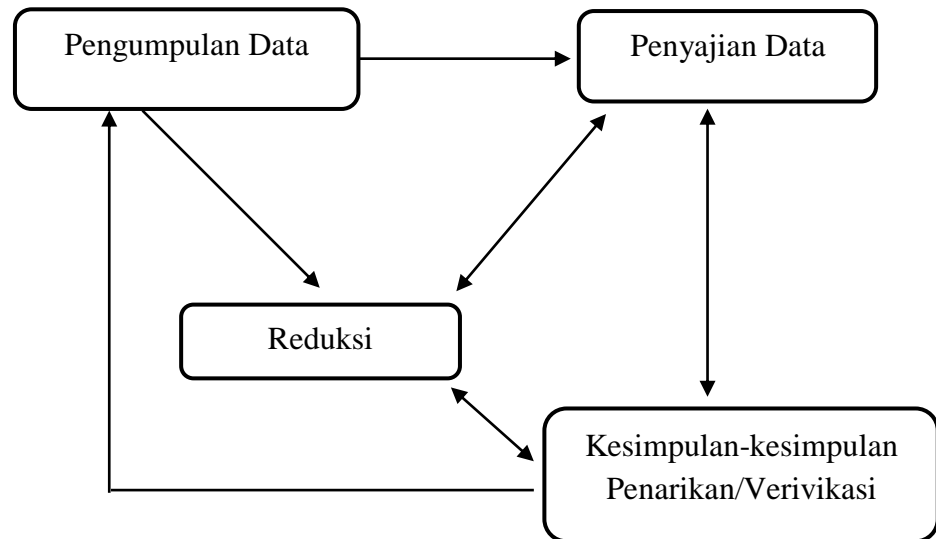 Pengumpulan Data
Penyajian Data
Reduksi
Kesimpulan-kesimpulan
Penarikan/Verivikasi